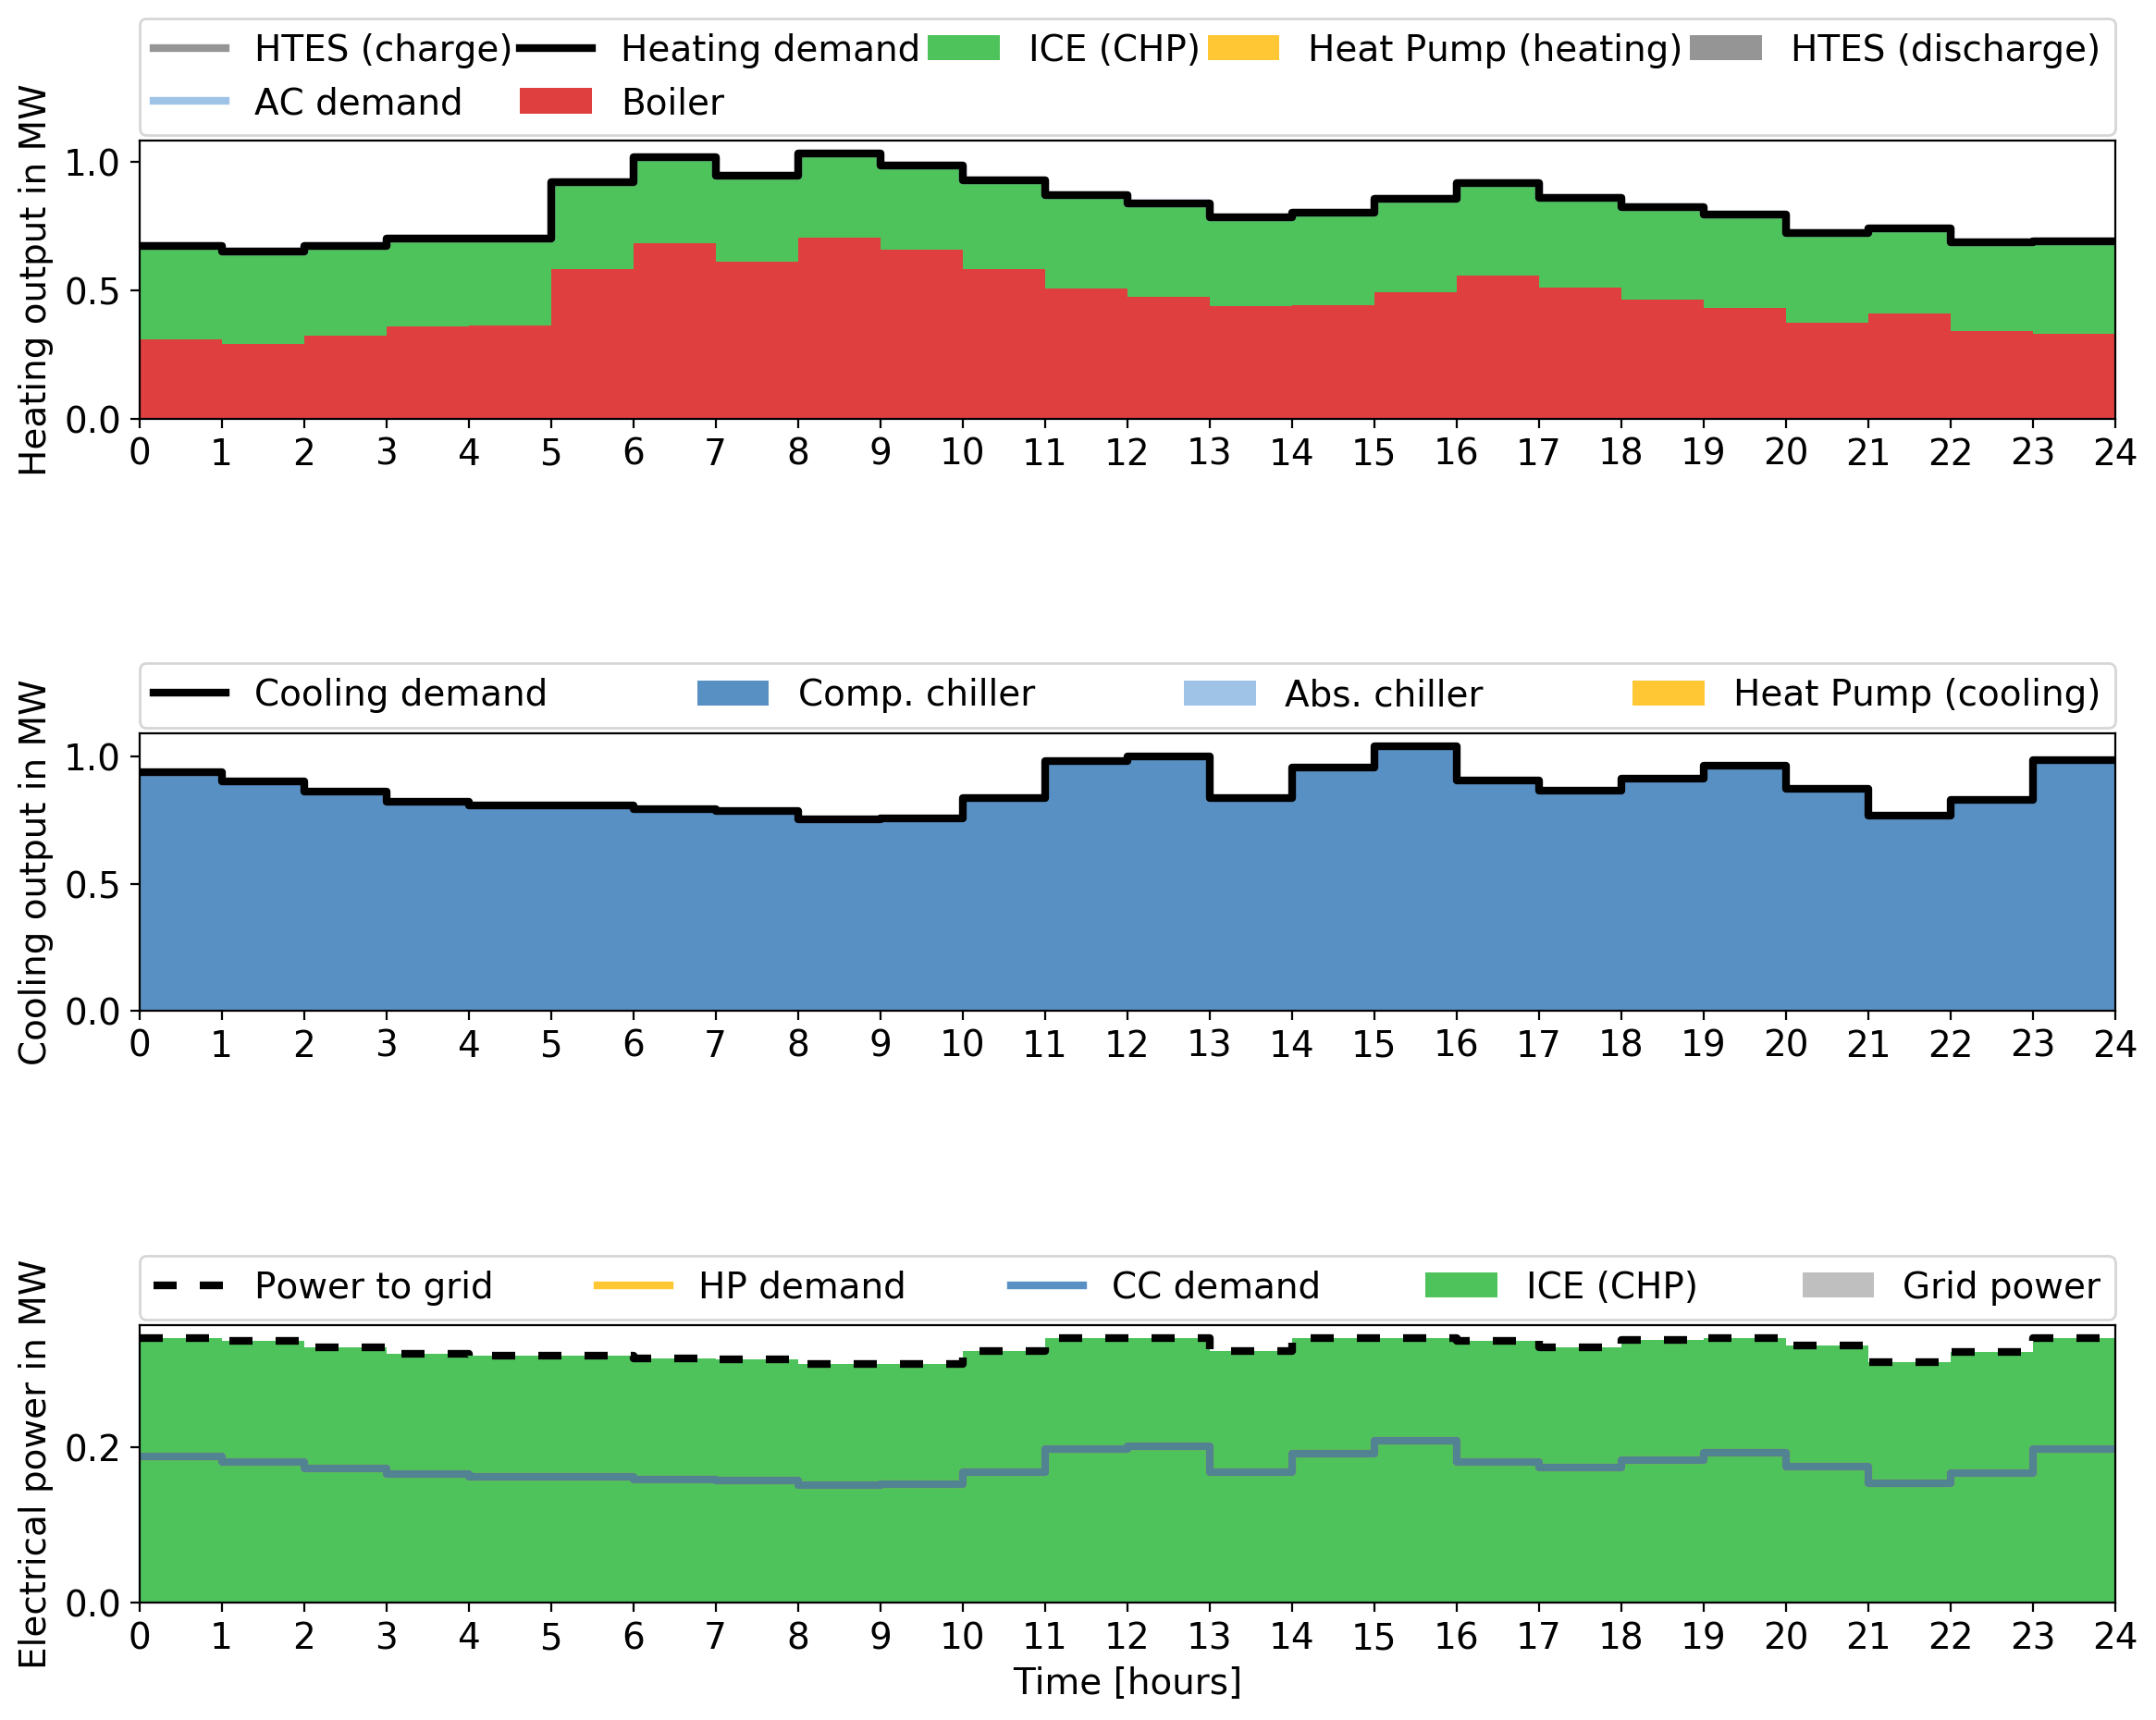 HTES (charge) Heating demand ICE (CHP) Heat Pump (heating) HTES (discharge)
AC demand Boiler
Heating output in MW
1.0
0.5
0.0
0 1 2 3 4 5 6 7 8 9 10 11 12 13 14 15 16 17 18 19 20 21 22 23 24
Cooling demand Comp. chiller Abs. chiller Heat Pump (cooling)
Cooling output in MW
1.0
0.5
0.0
0 1 2 3 4 5 6 7 8 9 10 11 12 13 14 15 16 17 18 19 20 21 22 23 24
Power to grid HP demand CC demand ICE (CHP) Grid power
Electrical power in MW
0.2
0.0
0 1 2 3 4 5 6 7 8 9 10 11 12 13 14 15 16 17 18 19 20 21 22 23 24
Time [hours]